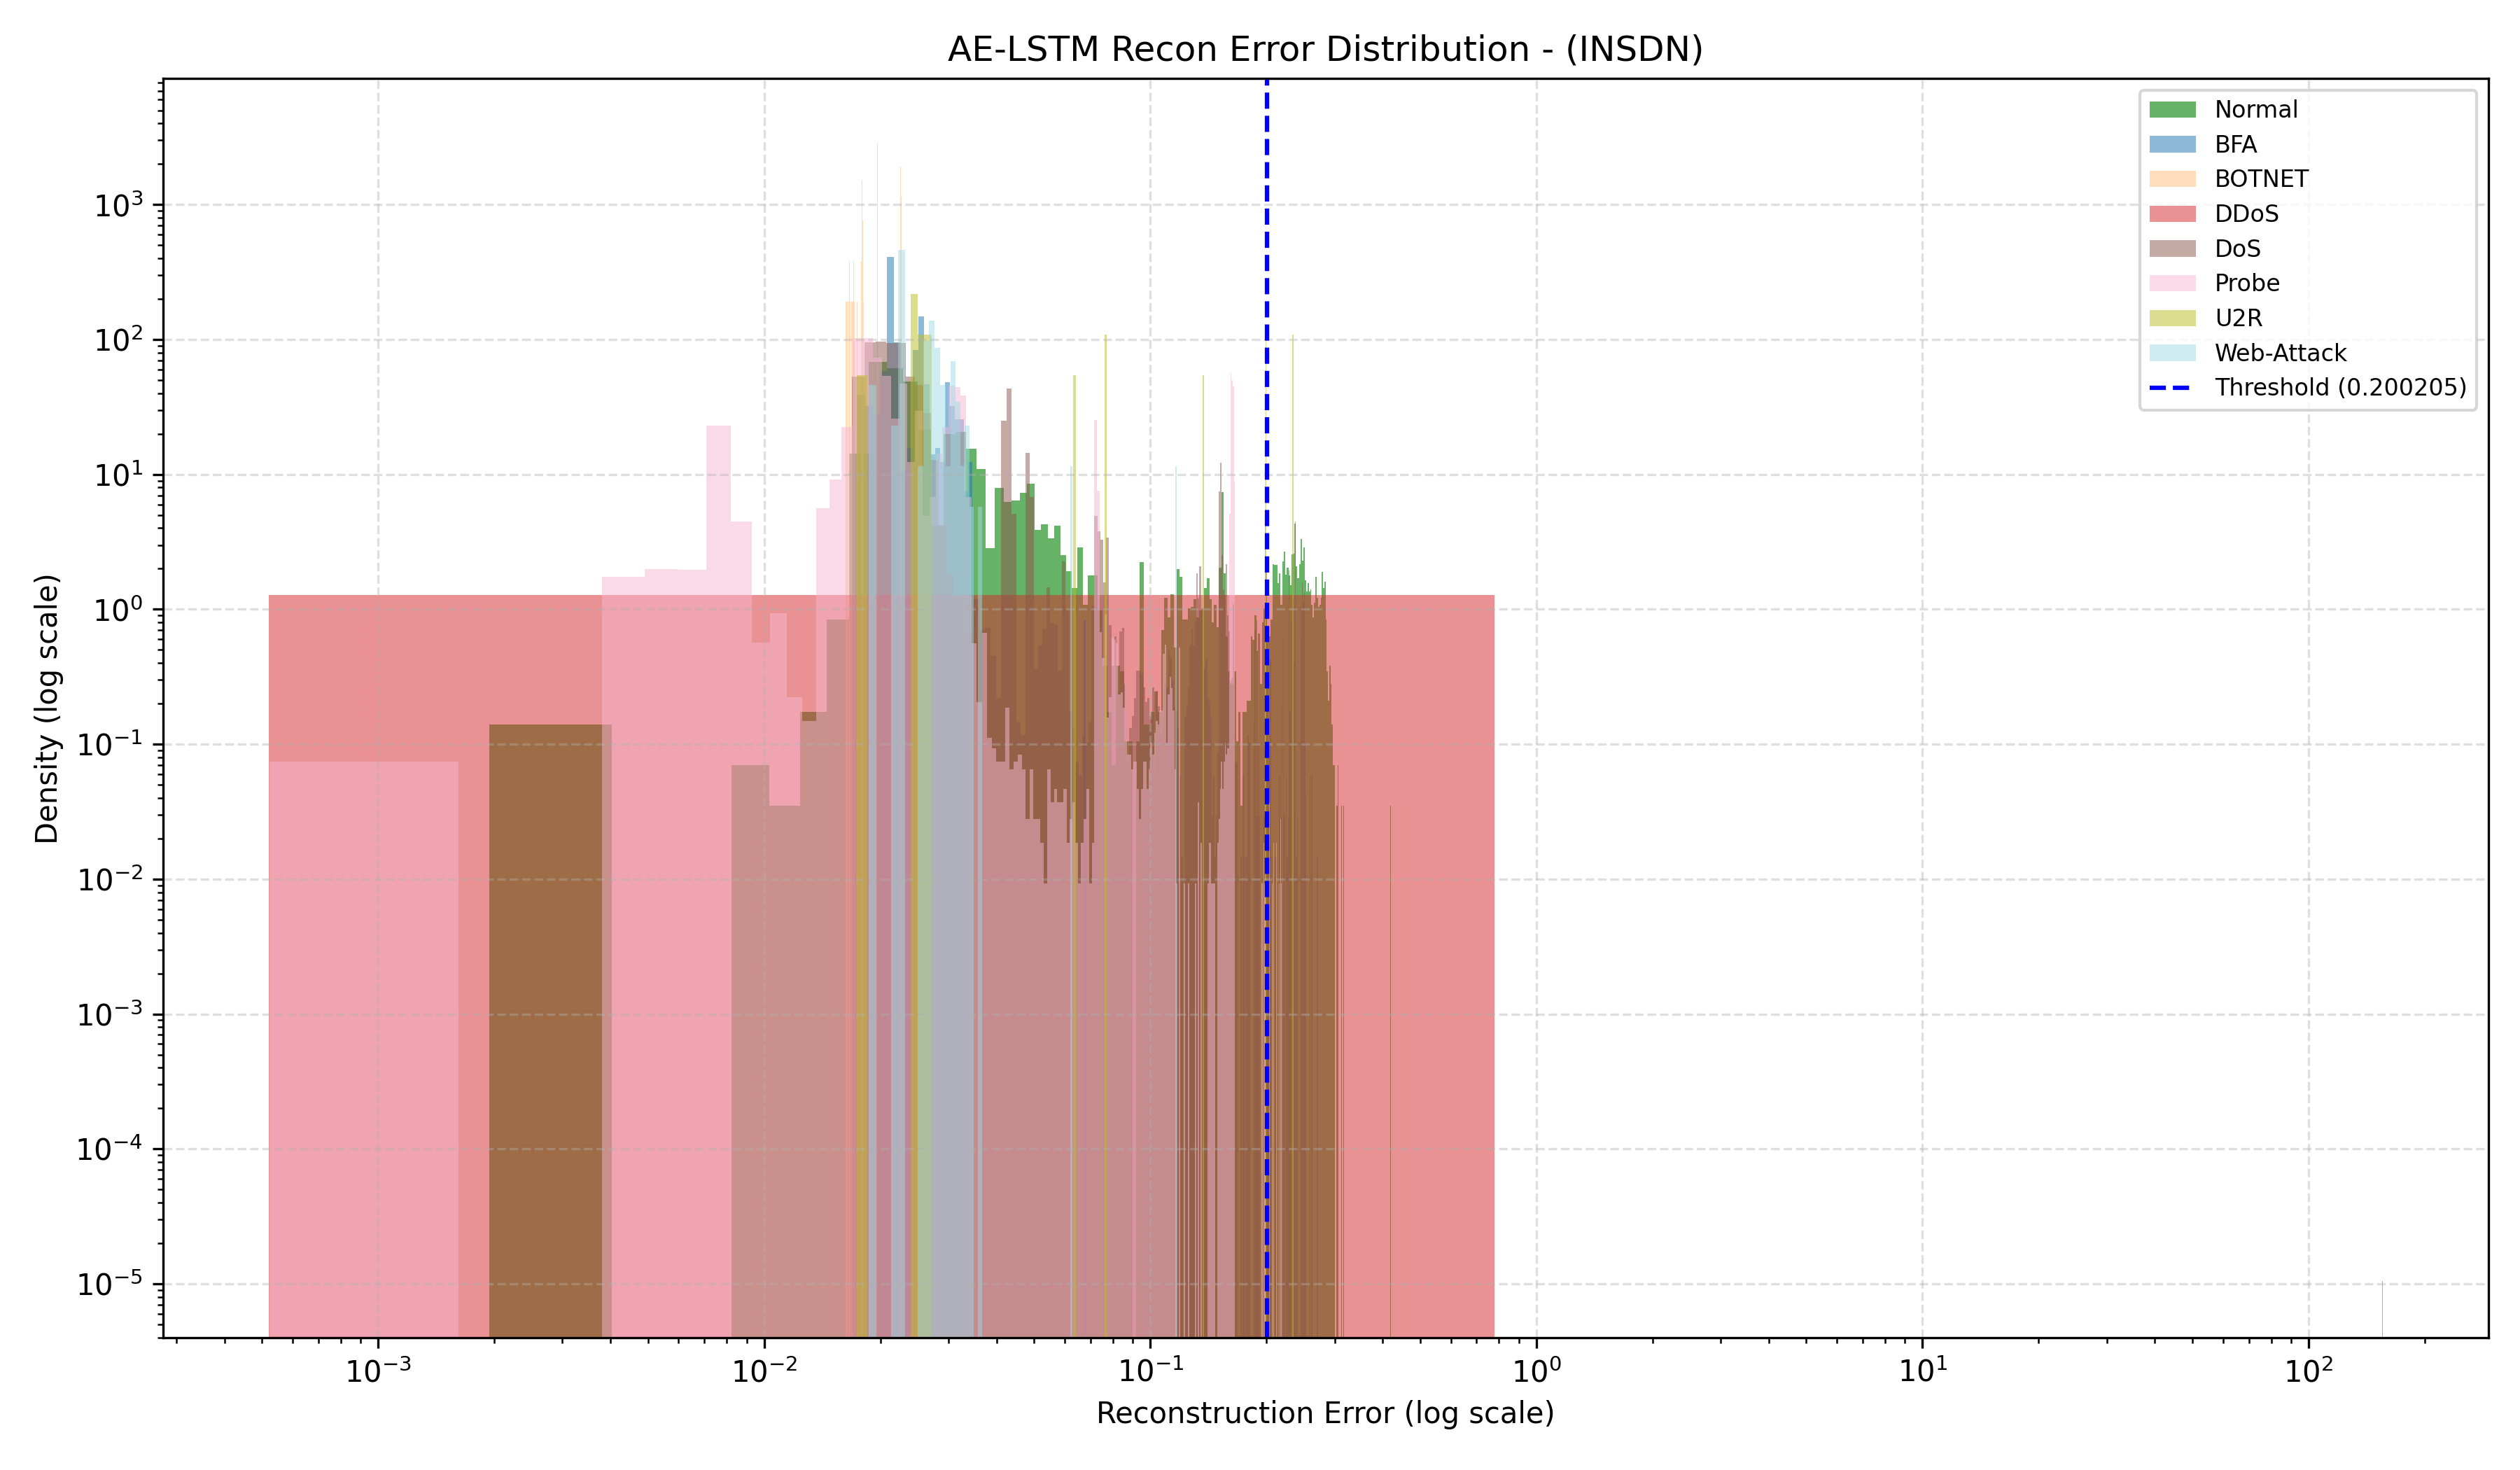 AE-LSTM Recon Error Distribution - (INSDN)
Normal
BFA
BOTNET
DDoS
DoS
Probe
U2R
Web-Attack
Threshold (0.200205)
Density (log scale)
10³
10²
10¹
10⁰
10⁻¹
10⁻²
10⁻³
10⁻⁴
10⁻⁵
10⁻³ 10⁻² 10⁻¹ 10⁰ 10¹ 10²
Reconstruction Error (log scale)